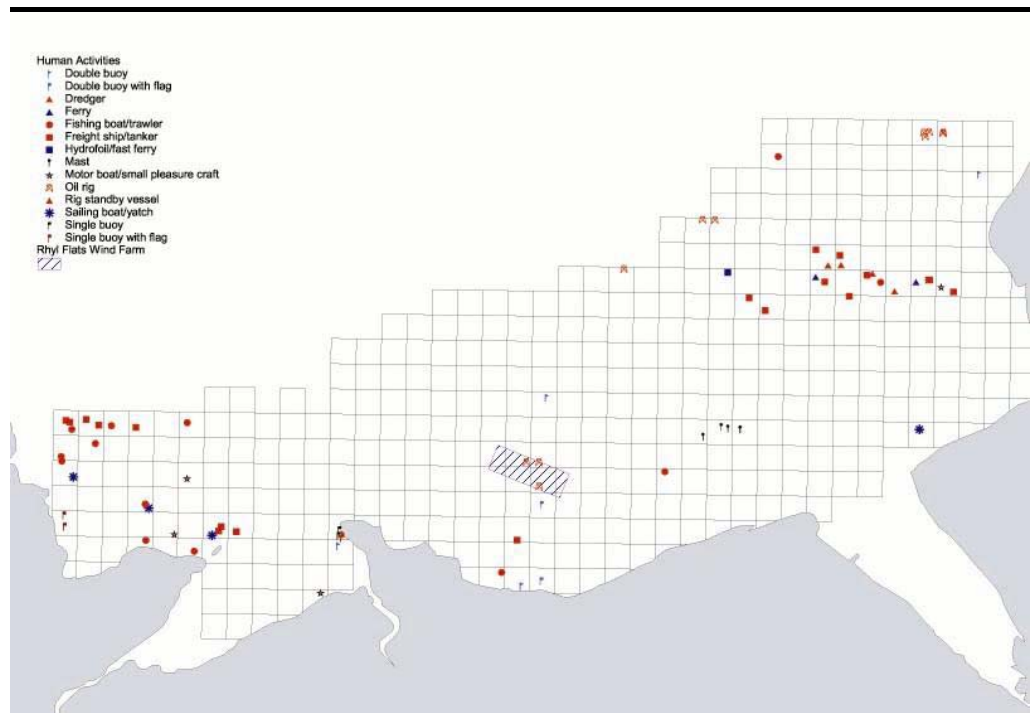 Human Activities
Double buoy
Double buoy with flag
Dredger
Ferry
Fishing boat/trawler
Freight ship/tanker
Hydrofoil/fast ferry
Mast
Motor boat/small pleasure craft
Oil rig
Rig standby vessel
Sailing boat/yatch
Single buoy
Single buoy with flag
Rhyl Flats Wind Farm